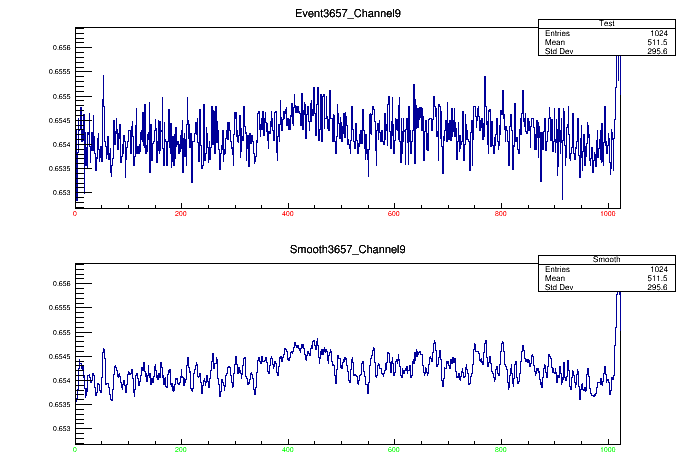 Event3657_Channel9
Test
Entries 1024
Mean 511.5
Std Dev 295.6
0.656
0.6555
0.655
0.6545
0.654
0.6535
0.653
0 200 400 600 800 1000
Smooth3657_Channel9
Smooth
Entries 1024
Mean 511.5
Std Dev 295.6
0.656
0.6555
0.655
0.6545
0.654
0.6535
0.653
0 200 400 600 800 1000